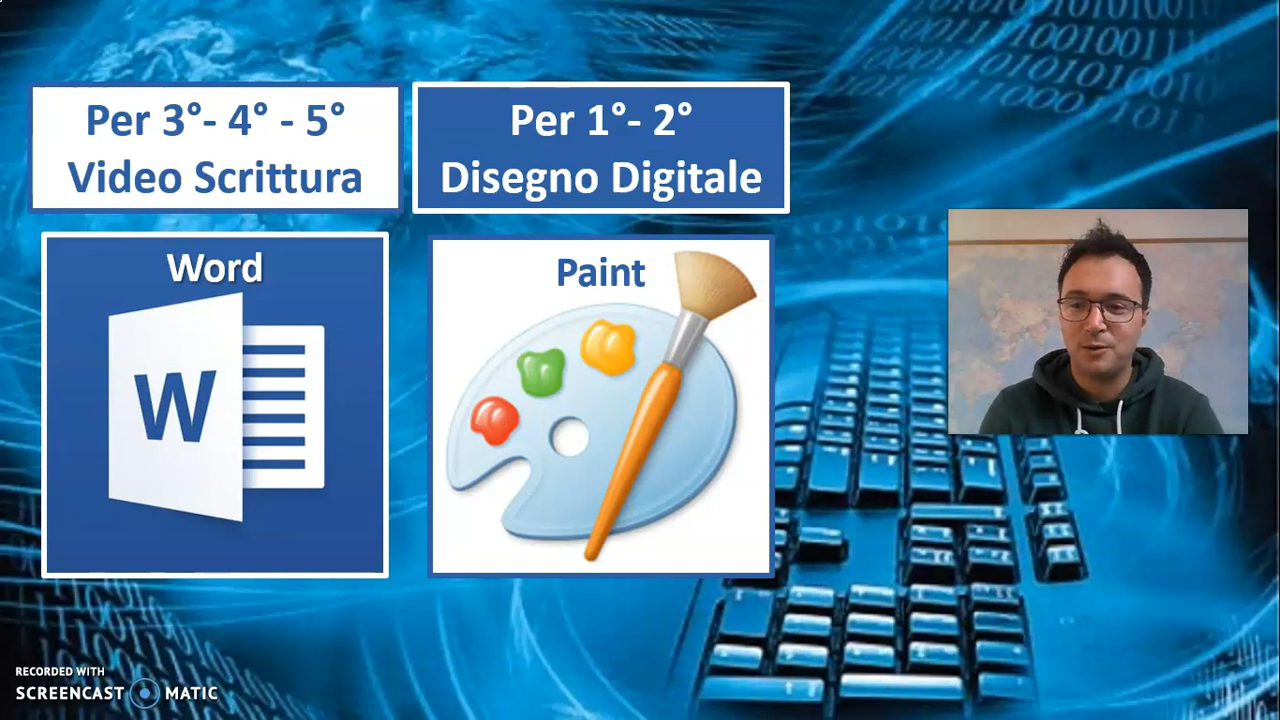 Per 3°- 4° - 5°
Video Scrittura
Per 1°- 2°
Disegno Digitale
Word
W
Paint
RECORDED WITH
SCREENCAST MATIC